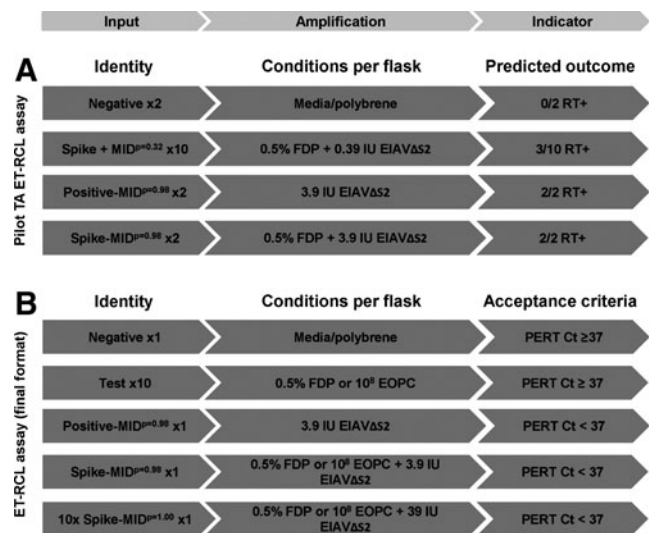 Input Amplification Indicator
A
Pilot TA ET-RCL assay
Identity Conditions per flask Predicted outcome
Negative x2 Media/polybrene 0/2 RT+
Spike + MIDp=0.32 x10 0.5% FDP + 0.39 IU EIAVΔS2 3/10 RT+
Positive-MIDp=0.98 x2 3.9 IU EIAVΔS2 2/2 RT+
Spike-MIDp=0.98 x2 0.5% FDP + 3.9 IU EIAVΔS2 2/2 RT+
B
ET-RCL assay (final format)
Identity Conditions per flask Acceptance criteria
Negative x1 Media/polybrene PERT Ct ≥37
Test x10 0.5% FDP or 10⁸ EOPC PERT Ct ≥ 37
Positive-MIDp=0.98 x1 3.9 IU EIAVΔS2 PERT Ct < 37
Spike-MIDp=0.98 x1 0.5% FDP or 10⁸ EOPC + 3.9 IU PERT Ct < 37
EIAVΔS2
10x Spike-MIDp=1.00 x1 0.5% FDP or 10⁸ EOPC + 39 IU PERT Ct < 37
EIAVΔS2